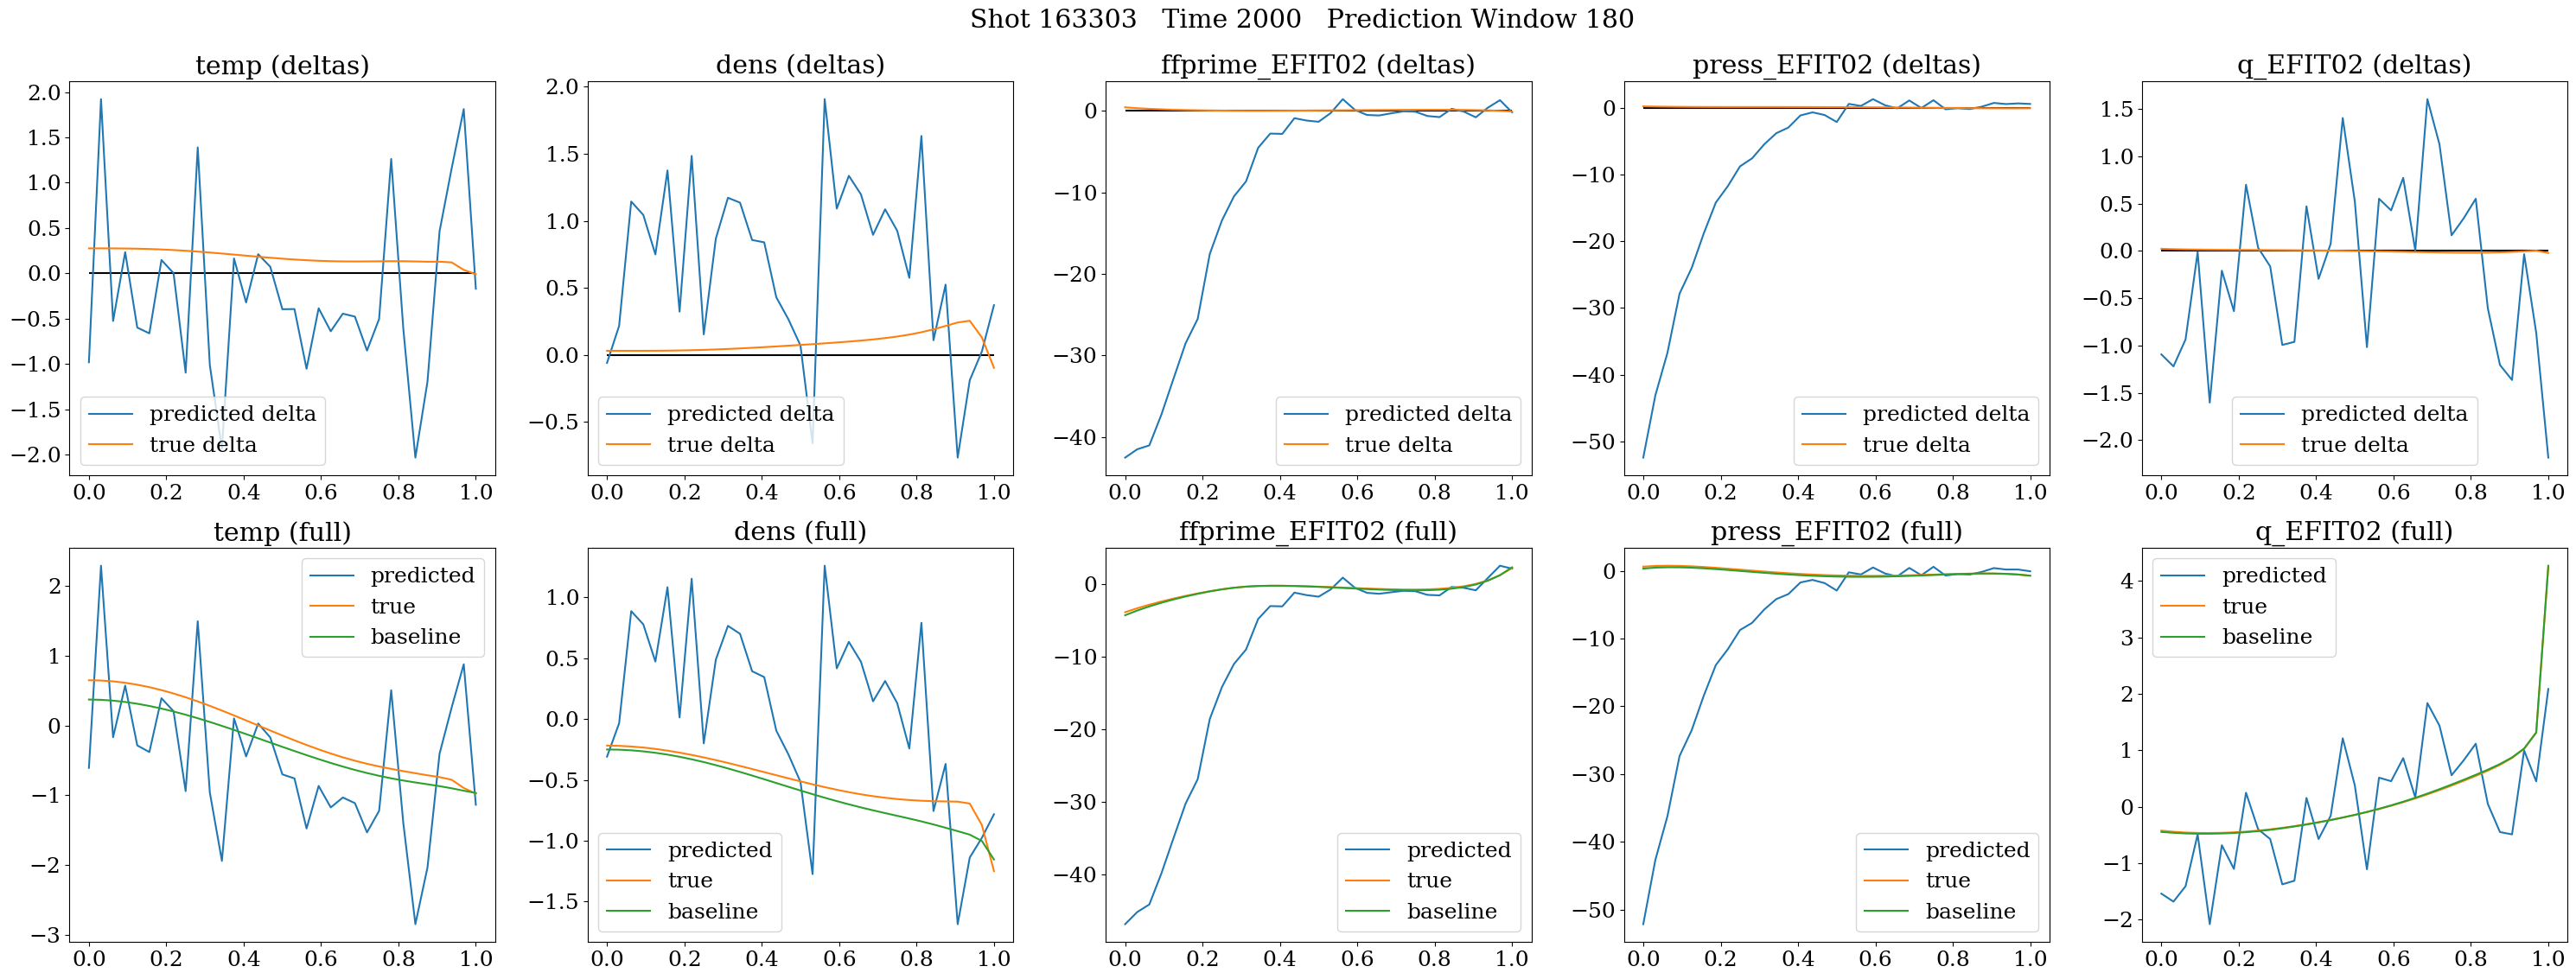 Shot 163303   Time 2000   Prediction Window 180
temp (deltas)
2.0
1.5
1.0
0.5
0.0
−0.5
−1.0
−1.5
−2.0
predicted delta
true delta
0.0 0.2 0.4 0.6 0.8 1.0
dens (deltas)
2.0
1.5
1.0
0.5
0.0
−0.5
predicted delta
true delta
0.0 0.2 0.4 0.6 0.8 1.0
ffprime_EFIT02 (deltas)
0
−10
−20
−30
−40
predicted delta
true delta
0.0 0.2 0.4 0.6 0.8 1.0
press_EFIT02 (deltas)
0
−10
−20
−30
−40
−50
predicted delta
true delta
0.0 0.2 0.4 0.6 0.8 1.0
q_EFIT02 (deltas)
1.5
1.0
0.5
0.0
−0.5
−1.0
−1.5
−2.0
predicted delta
true delta
0.0 0.2 0.4 0.6 0.8 1.0
temp (full)
2
1
0
−1
−2
−3
predicted
true
baseline
0.0 0.2 0.4 0.6 0.8 1.0
dens (full)
1.0
0.5
0.0
−0.5
−1.0
−1.5
predicted
true
baseline
0.0 0.2 0.4 0.6 0.8 1.0
ffprime_EFIT02 (full)
0
−10
−20
−30
−40
predicted
true
baseline
0.0 0.2 0.4 0.6 0.8 1.0
press_EFIT02 (full)
0
−10
−20
−30
−40
−50
predicted
true
baseline
0.0 0.2 0.4 0.6 0.8 1.0
q_EFIT02 (full)
4
3
2
1
0
−1
−2
predicted
true
baseline
0.0 0.2 0.4 0.6 0.8 1.0